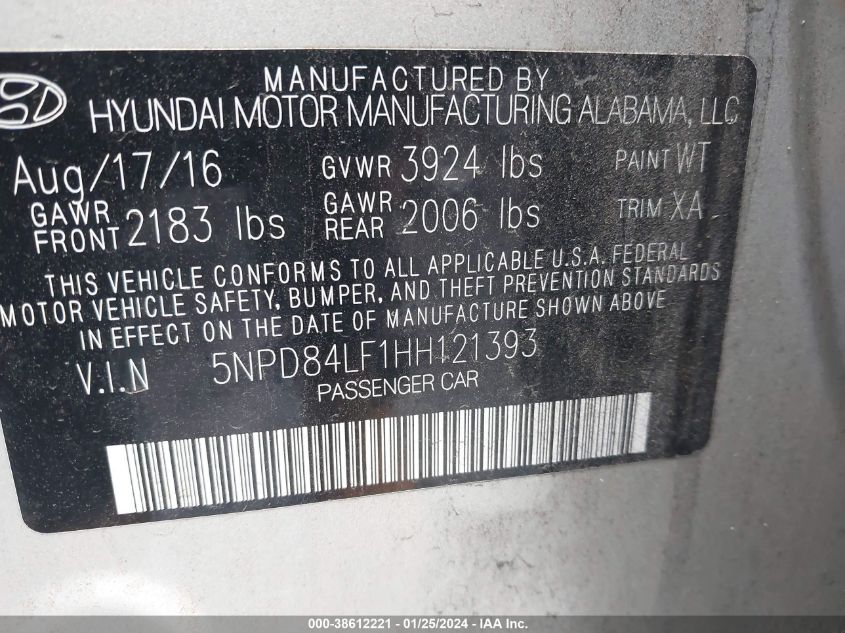 MANUFACTURED BY
HYUNDAI MOTOR MANUFACTURING ALABAMA, LLC
Aug/17/16 GVWR 3924 lbs PAINT WT
GAWR FRONT 2183 lbs GAWR REAR 2006 lbs TRIM XA
THIS VEHICLE CONFORMS TO ALL APPLICABLE U.S.A. FEDERAL
MOTOR VEHICLE SAFETY, BUMPER, AND THEFT PREVENTION STANDARDS
IN EFFECT ON THE DATE OF MANUFACTURE SHOWN ABOVE
V.I.N 5NPD84LF1HH121393
PASSENGER CAR
000-38612221 - 01/25/2024 - IAAI.COM